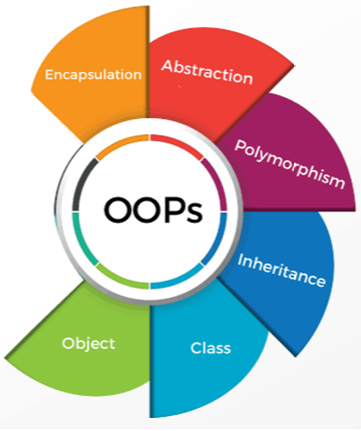 Encapsulation
Abstraction
Polymorphism
OOPs
Inheritance
Object
Class